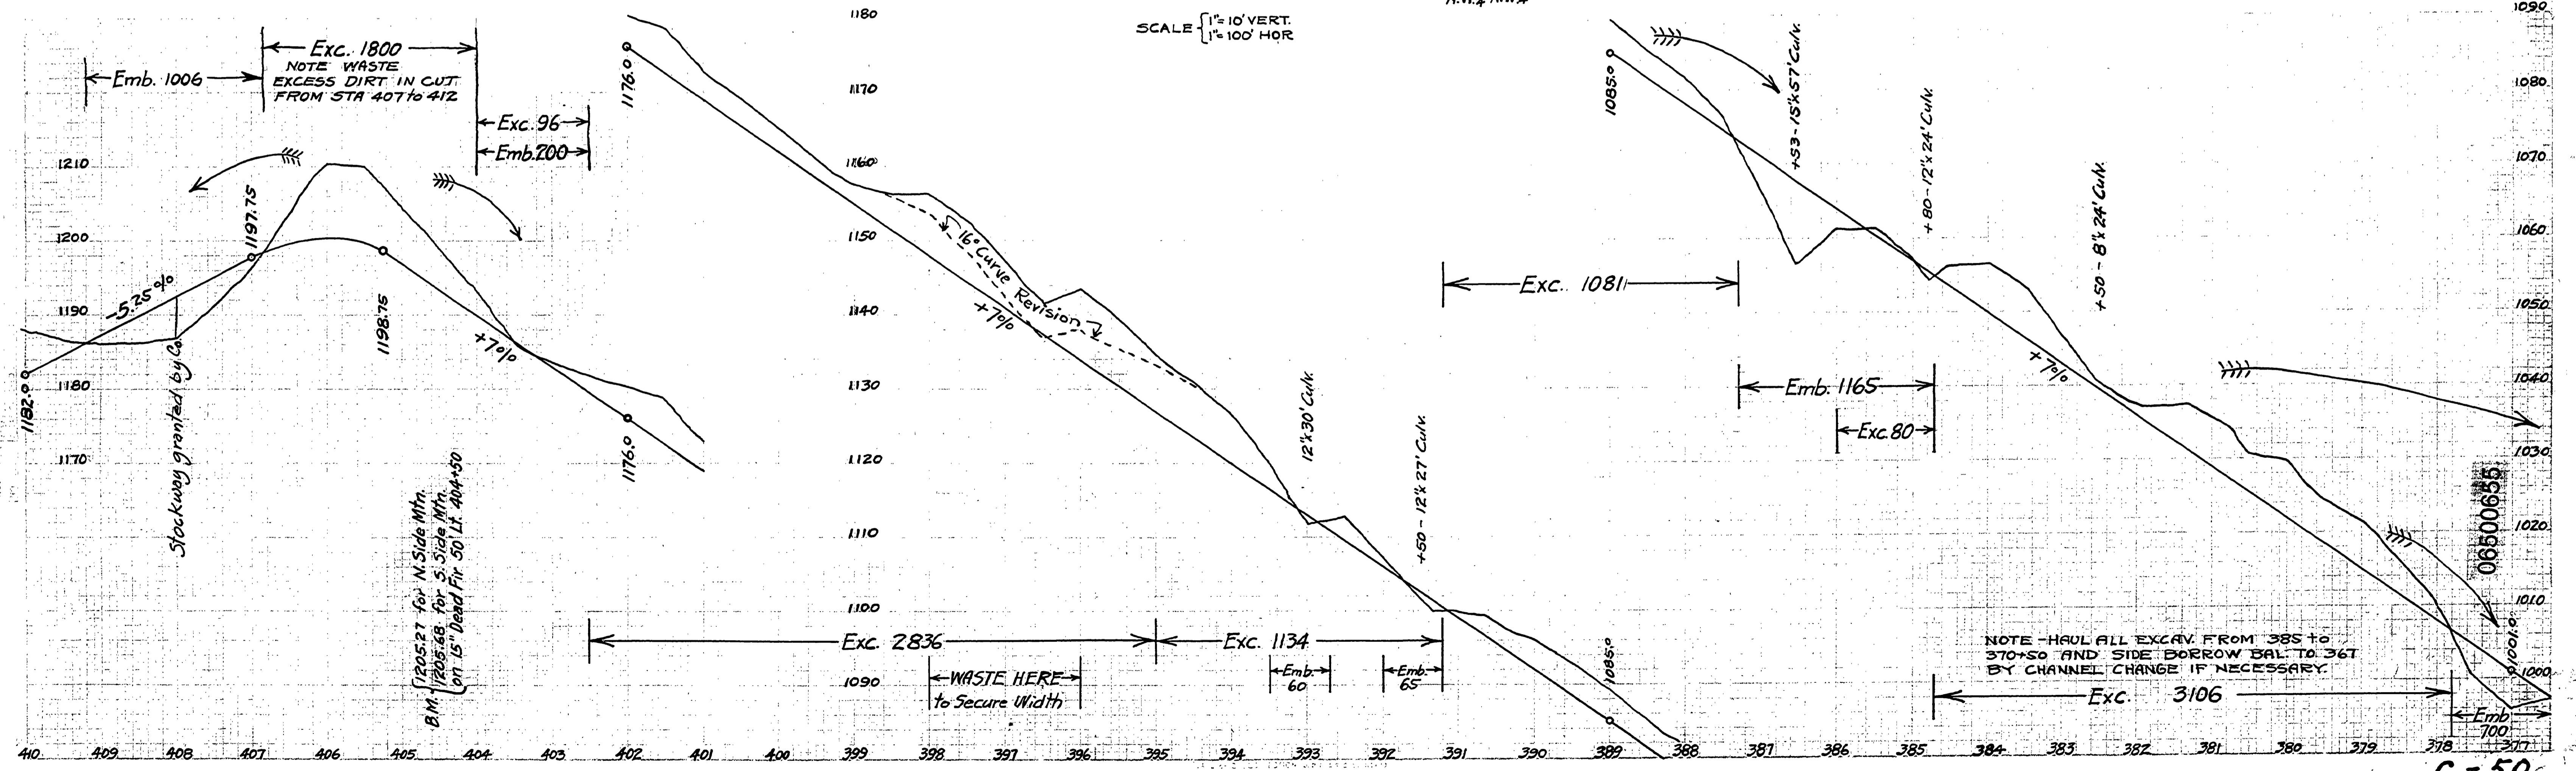 SCALE { 1"= 10' VERT.
1"= 100' HOR
Exc. 1800
NOTE WASTE
EXCESS DIRT IN CUT
FROM STA 407 to 412
Emb. 1006
Exc. 96
Emb. 200
1210
1200
1190
1180
1170
1182.0
-5.25%
1197.75
1198.75
+7%
1176.0
Stockway granted by Co.
B.M. { 1205.27 for N. Side Mtn.
1205.68 for S. Side Mtn.
on 15" Dead Fir 50' Lt. 404+50
1176.0
1180
1170
1160
1150
1140
1130
1120
1110
1100
1090
16° Curve Revision
+7%
12"x30' Culv.
+50 - 12"x 27' Culv.
Exc. 2836
Exc. 1134
WASTE HERE
to Secure Width
Emb.
60
Emb.
65
1085.0
1085.0
+53 - 15"x 57' Culv.
+80 - 12"x 24' Culv.
+50 - 8"x 24' Culv.
Exc. 1081
Emb. 1165
Exc. 80
+7%
1090
1080
1070
1060
1050
1040
1030
1020
1010
1000
06500655
1001.0
NOTE - HAUL ALL EXCAV. FROM 385 to
370+50 AND SIDE BORROW BAL. TO 367
BY CHANNEL CHANGE IF NECESSARY.
Exc. 3106
Emb
700
410 409 408 407 406 405 404 403 402 401 400 399 398 397 396 395 394 393 392 391 390 389 388 387 386 385 384 383 382 381 380 379 378 377